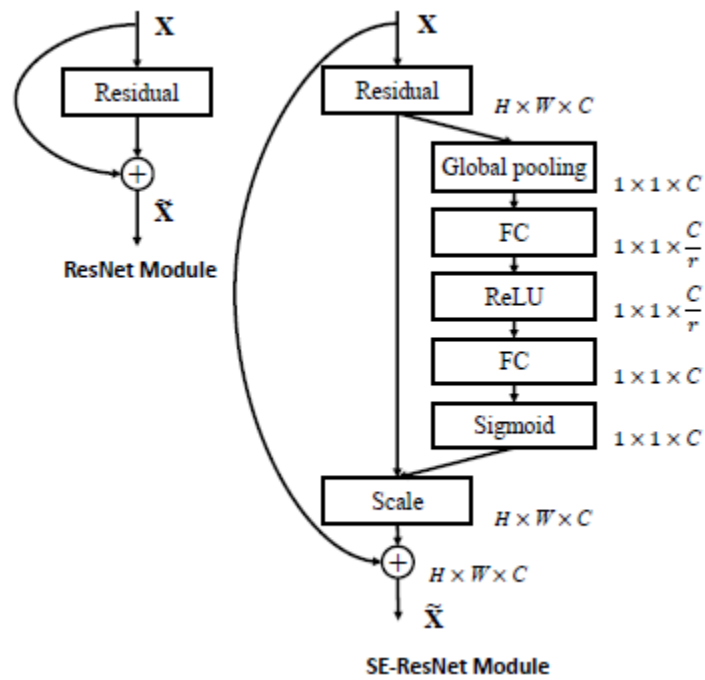 X
Residual
+
X̃
ResNet Module
X
Residual
H × W × C
Global pooling
1 × 1 × C
FC
1 × 1 × C/r
ReLU
1 × 1 × C/r
FC
1 × 1 × C
Sigmoid
1 × 1 × C
Scale
H × W × C
+
H × W × C
X̃
SE-ResNet Module